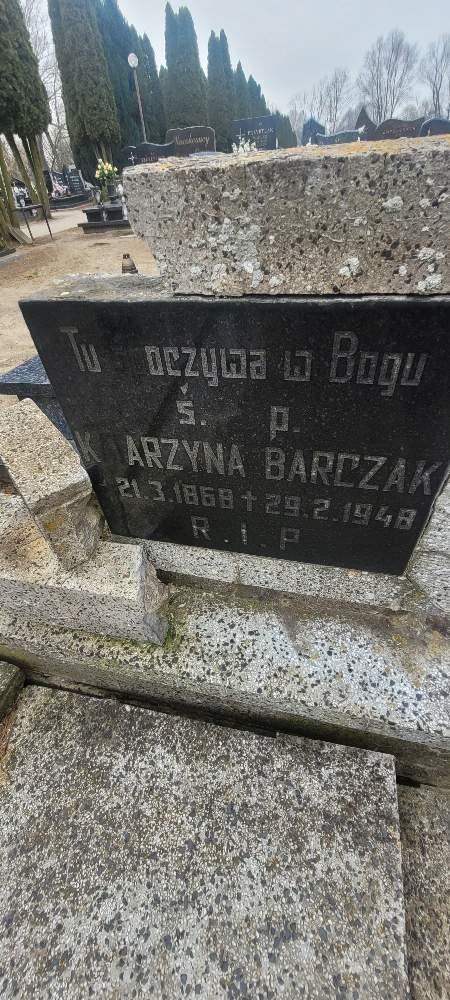 Tu oczywa w Bogu
ś. p.
K ARZYNA BARCZAK
21.3.1868 + 29.2.1948
R . I . P